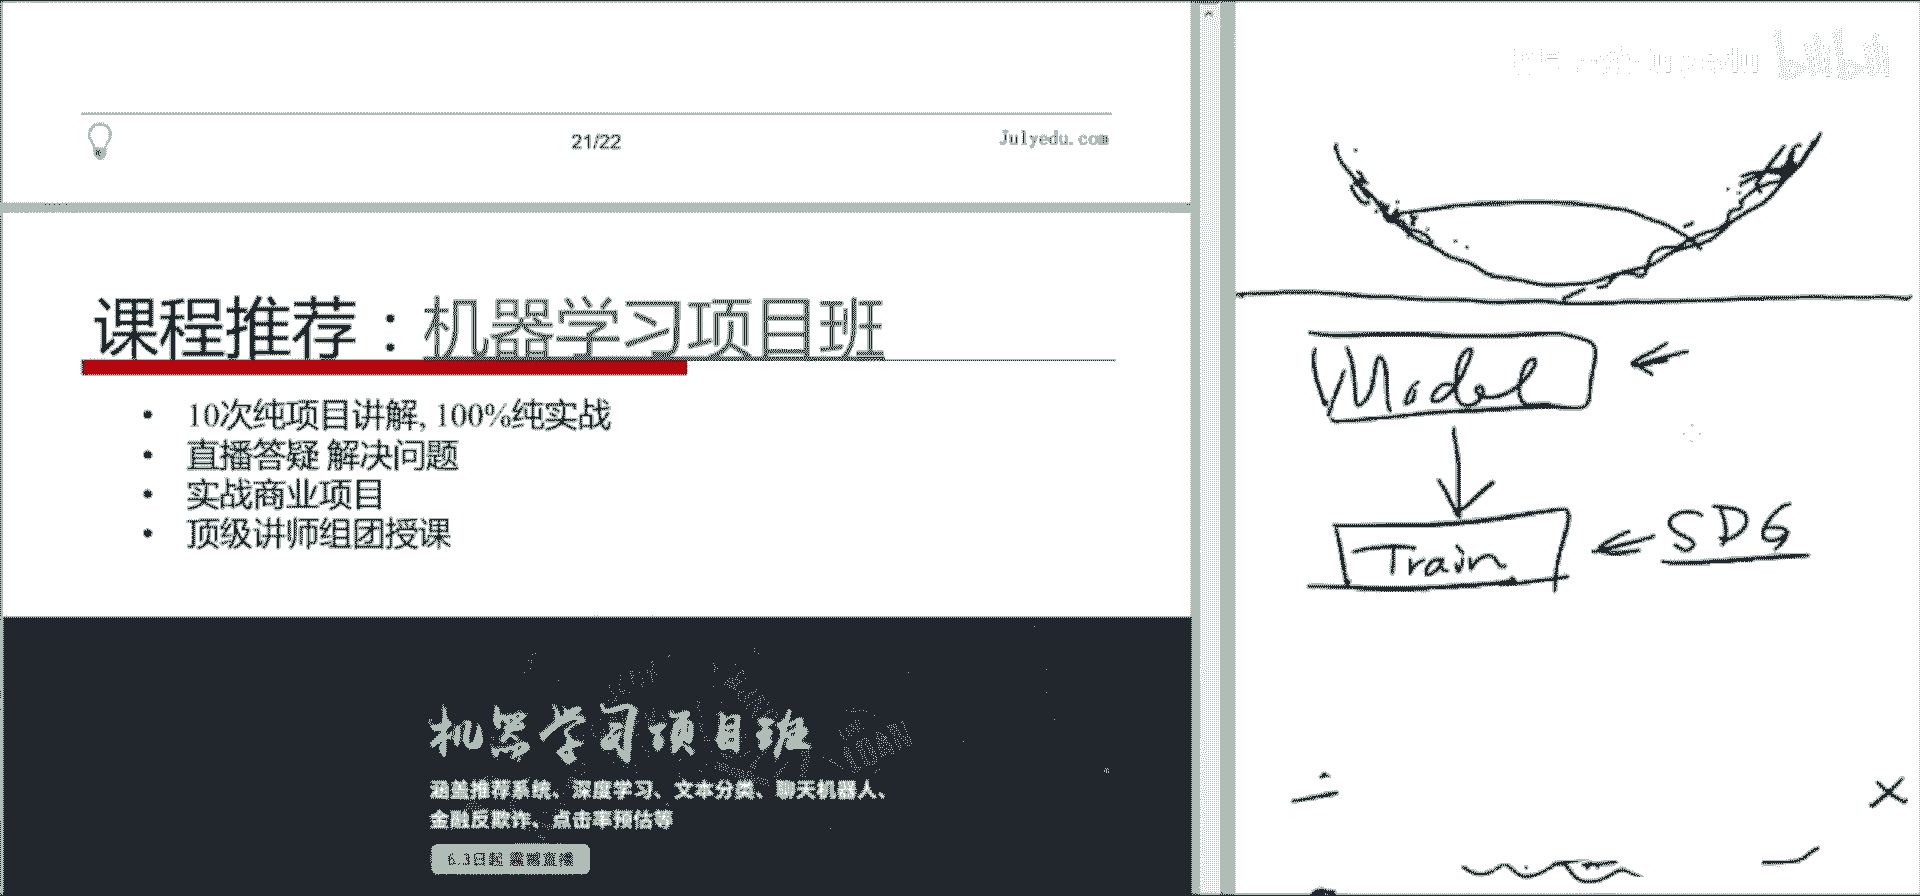 21/22
Julyedu.com
课程推荐：机器学习项目班
• 10次纯项目讲解, 100%纯实战
• 直播答疑 解决问题
• 实战商业项目
• 顶级讲师组团授课
机器学习项目班
涵盖推荐系统、深度学习、文本分类、聊天机器人、
金融反欺诈、点击率预估等
6.3日起 震撼直播
bilibili
Model
Train
SDG